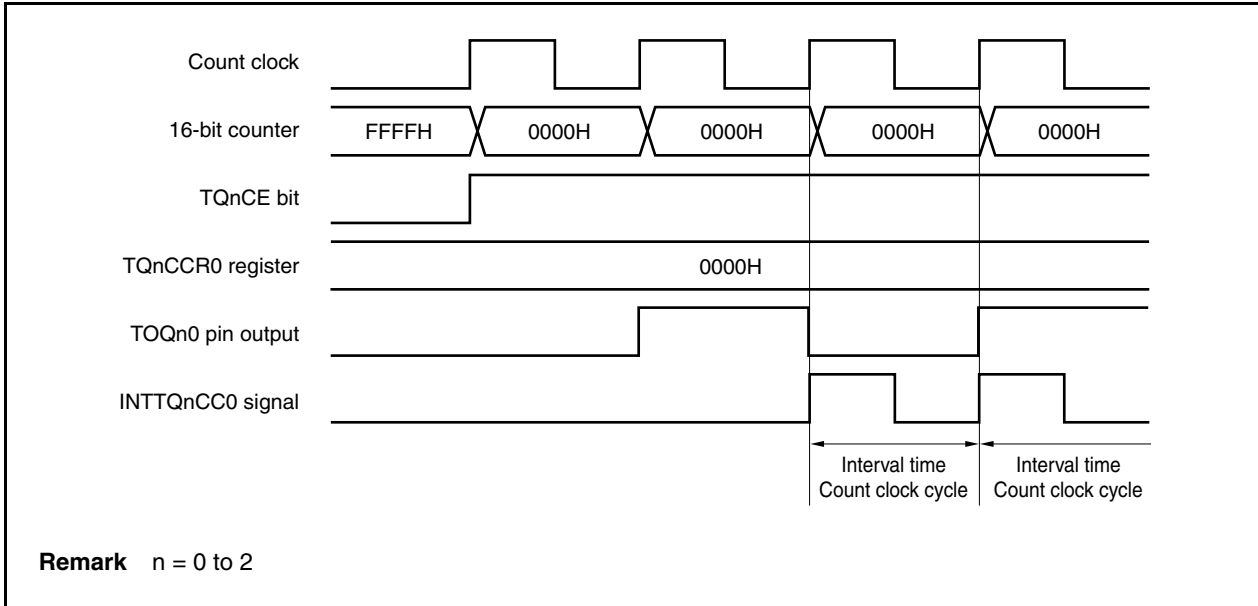 Count clock
16-bit counter
FFFFH 0000H 0000H 0000H 0000H
TQnCE bit
TQnCCR0 register
0000H
TOQn0 pin output
INTTQnCC0 signal
Interval time
Count clock cycle
Interval time
Count clock cycle
Remark n = 0 to 2